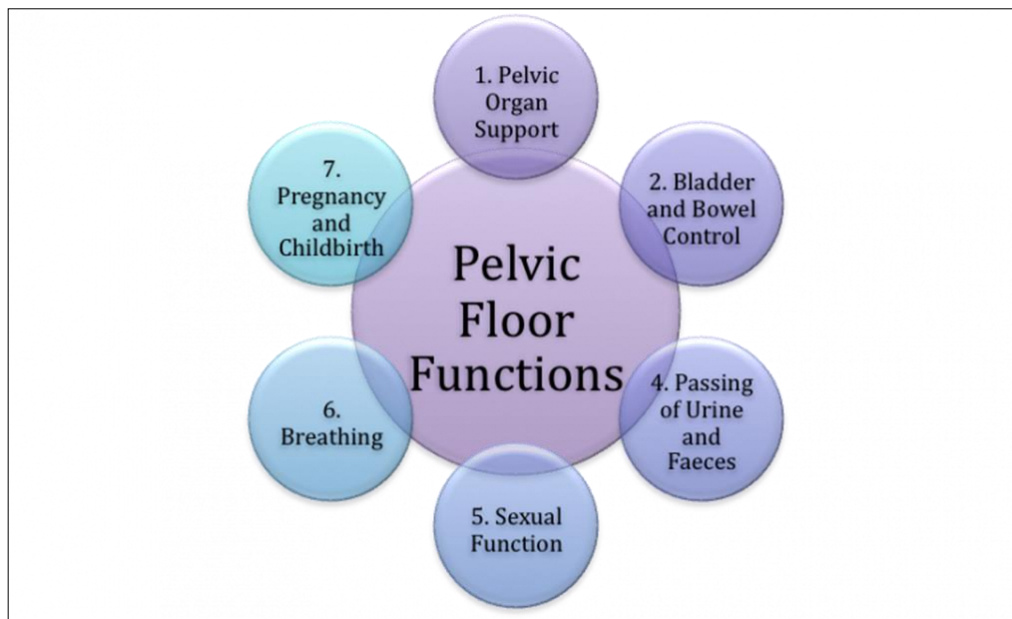 1. Pelvic
Organ
Support
2. Bladder
and Bowel
Control
4. Passing
of Urine
and
Faeces
5. Sexual
Function
6.
Breathing
7.
Pregnancy
and
Childbirth
Pelvic
Floor
Functions